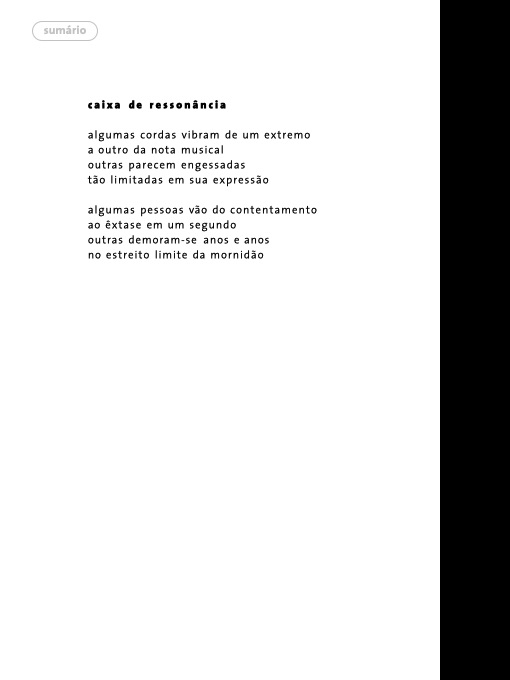 sumário
caixa de ressonância
algumas cordas vibram de um extremo
a outro da nota musical
outras parecem engessadas
tão limitadas em sua expressão
algumas pessoas vão do contentamento
ao êxtase em um segundo
outras demoram-se anos e anos
no estreito limite da mornidão